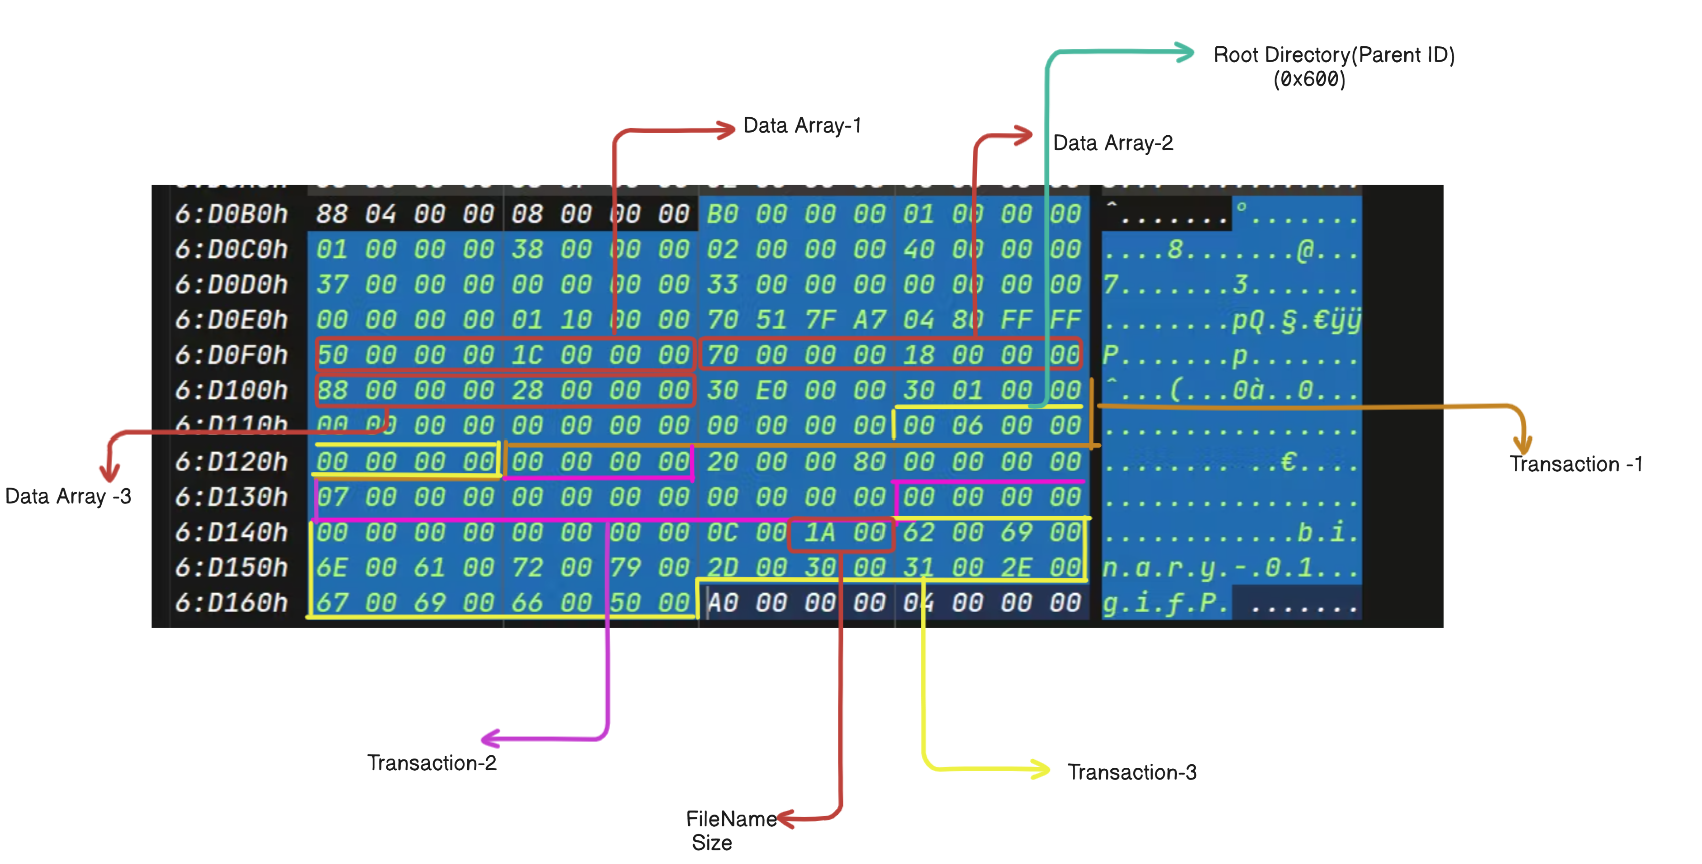 Root Directory(Parent ID)
(0x600)
Data Array-1
Data Array-2
6:D0B0h 88 04 00 00 08 00 00 00 B0 00 00 00 01 00 00 00 ˆ.......°.......
6:D0C0h 01 00 00 00 38 00 00 00 02 00 00 00 40 00 00 00 ....8.......@...
6:D0D0h 37 00 00 00 00 00 00 00 33 00 00 00 00 00 00 00 7.......3.......
6:D0E0h 00 00 00 00 01 10 00 00 70 51 7F A7 04 80 FF FF ........pQ.§.€ÿÿ
6:D0F0h 50 00 00 00 1C 00 00 00 70 00 00 00 18 00 00 00 P.......p.......
6:D100h 88 00 00 00 28 00 00 00 30 E0 00 00 30 01 00 00 ˆ...(...0à..0...
6:D110h 00 00 00 00 00 00 00 00 00 00 00 00 00 06 00 00 ................
6:D120h 00 00 00 00 00 00 00 00 20 00 00 80 00 00 00 00 ...........€....
6:D130h 07 00 00 00 00 00 00 00 00 00 00 00 00 00 00 00 ................
6:D140h 00 00 00 00 00 00 00 00 0C 00 1A 00 62 00 69 00 ............b.i.
6:D150h 6E 00 61 00 72 00 79 00 2D 00 30 00 31 00 2E 00 n.a.r.y.-.0.1...
6:D160h 67 00 69 00 66 00 50 00 A0 00 00 00 04 00 00 00 g.i.f.P. .......
Transaction -1
Data Array -3
Transaction-2
Transaction-3
FileName
Size